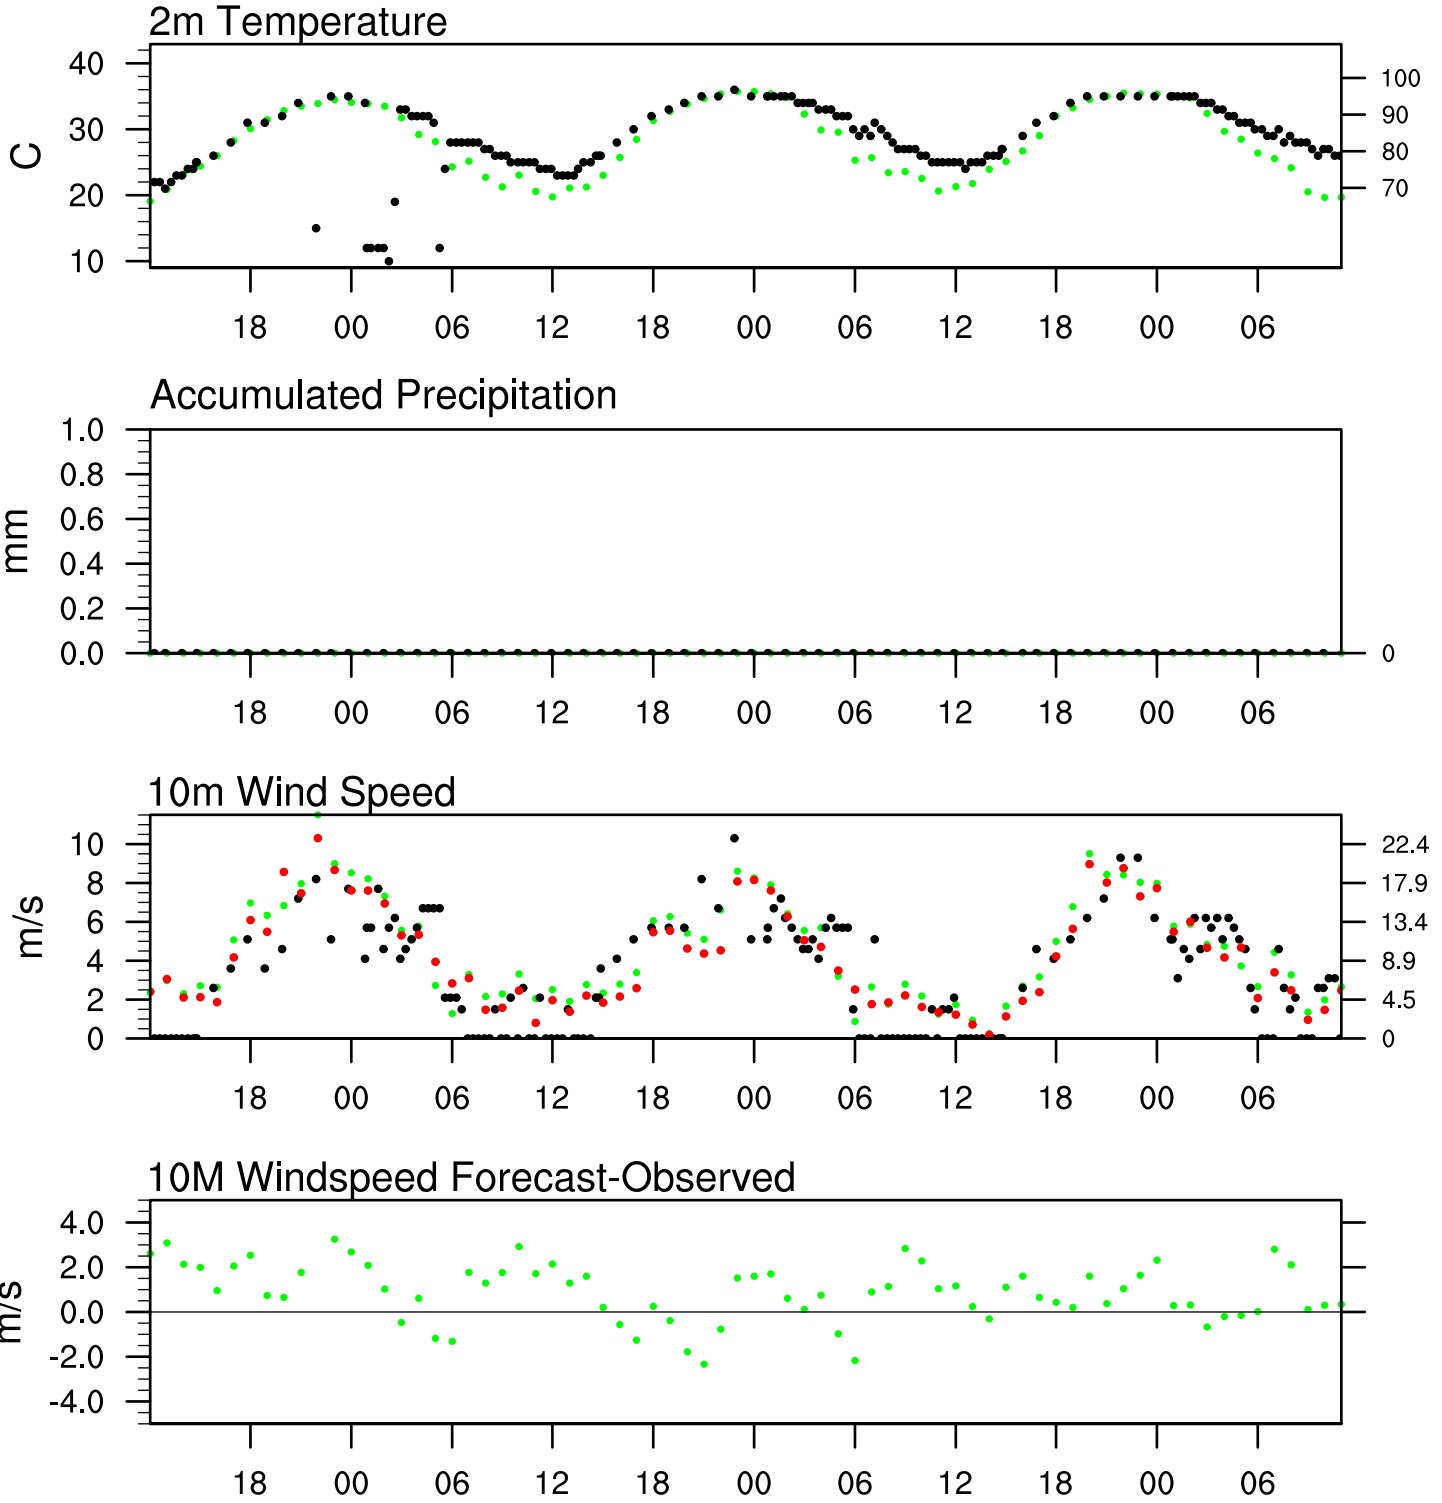 2m Temperature
40
30
20
10
C
100
90
80
70
18 00 06 12 18 00 06 12 18 00 06
Accumulated Precipitation
1.0
0.8
0.6
0.4
0.2
0.0
mm
0
18 00 06 12 18 00 06 12 18 00 06
10m Wind Speed
10
8
6
4
2
0
m/s
22.4
17.9
13.4
8.9
4.5
0
18 00 06 12 18 00 06 12 18 00 06
10M Windspeed Forecast-Observed
4.0
2.0
0.0
-2.0
-4.0
m/s
18 00 06 12 18 00 06 12 18 00 06